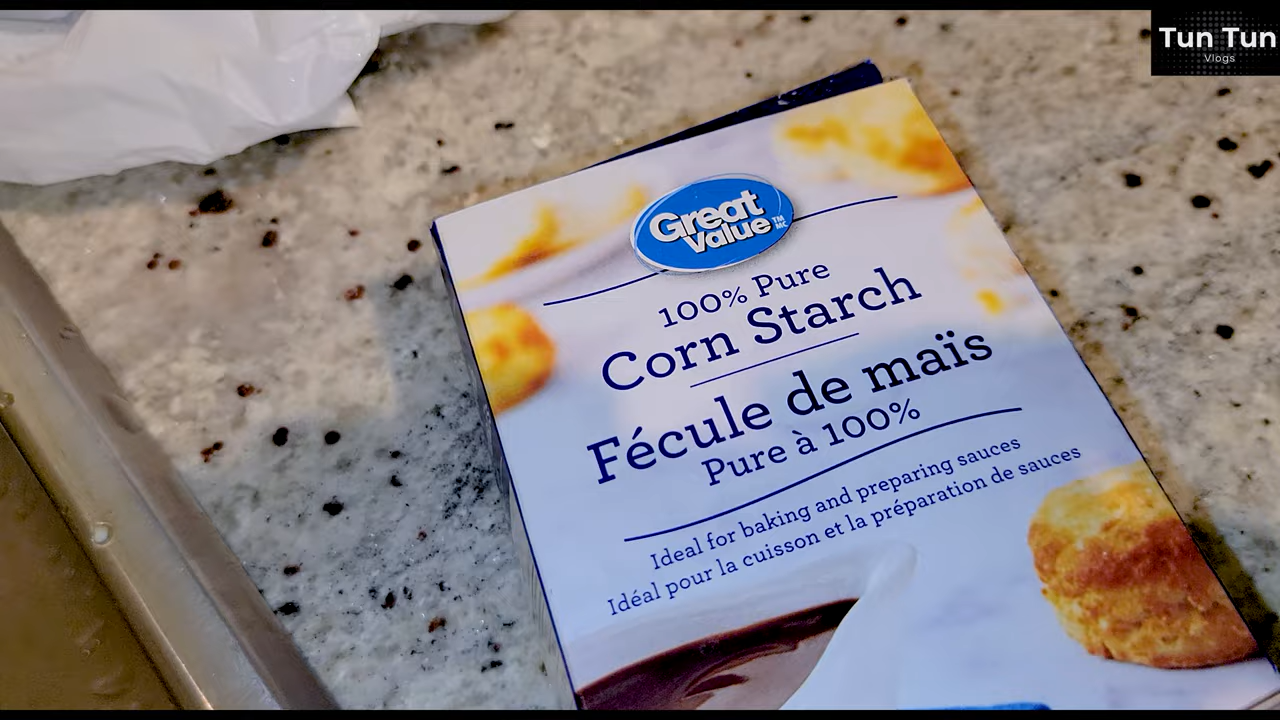 Tun Tun
Vlogs
Great
Value
TM
MC
100% Pure
Corn Starch
Fécule de maïs
Pure à 100%
Ideal for baking and preparing sauces
Idéal pour la cuisson et la préparation de sauces